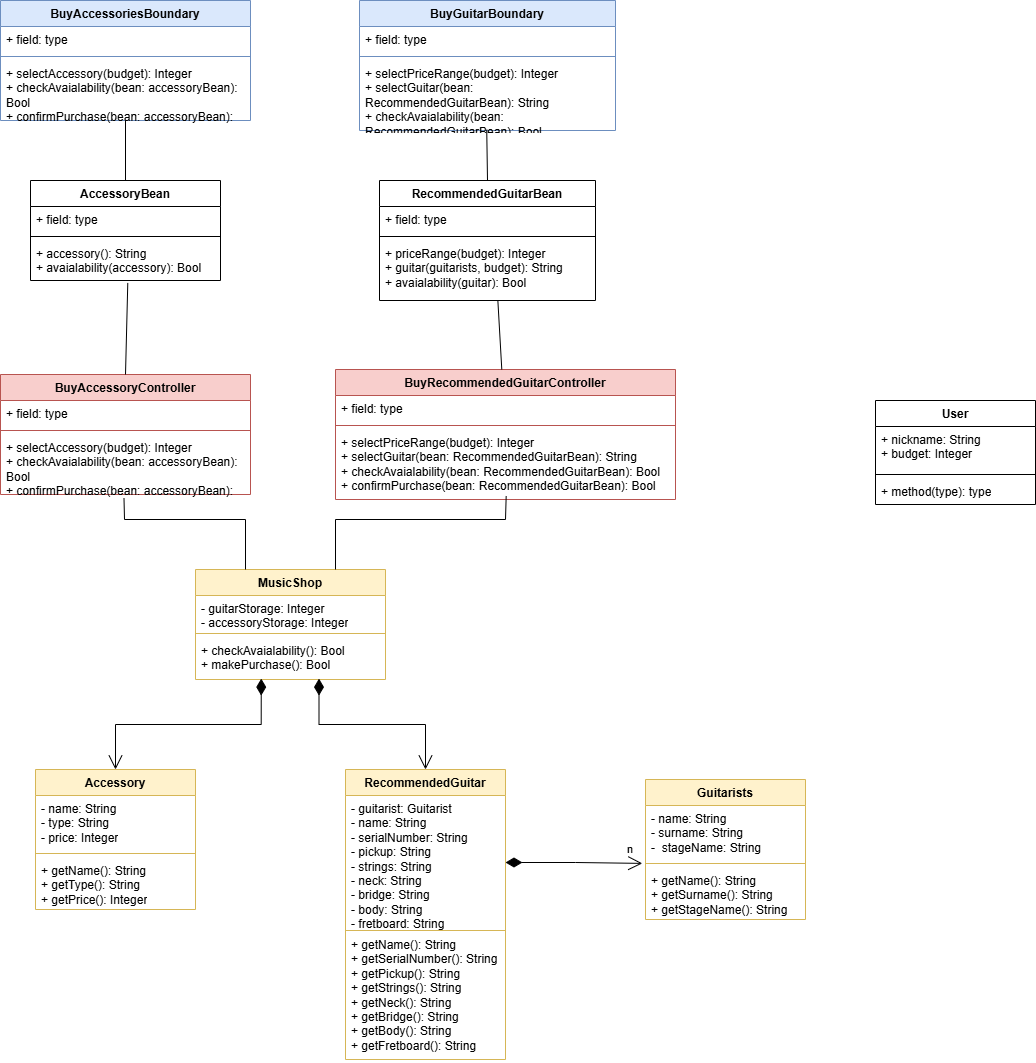 BuyAccessoriesBoundary
+ field: type
+ selectAccessory(budget): Integer
+ checkAvaialability(bean: accessoryBean):
Bool
+ confirmPurchase(bean: accessoryBean):
BuyGuitarBoundary
+ field: type
+ selectPriceRange(budget): Integer
+ selectGuitar(bean:
RecommendedGuitarBean): String
+ checkAvaialability(bean:
RecommendedGuitarBean): Bool
AccessoryBean
+ field: type
+ accessory(): String
+ avaialability(accessory): Bool
RecommendedGuitarBean
+ field: type
+ priceRange(budget): Integer
+ guitar(guitarists, budget): String
+ avaialability(guitar): Bool
BuyAccessoryController
+ field: type
+ selectAccessory(budget): Integer
+ checkAvaialability(bean: accessoryBean):
Bool
+ confirmPurchase(bean: accessoryBean):
BuyRecommendedGuitarController
+ field: type
+ selectPriceRange(budget): Integer
+ selectGuitar(bean: RecommendedGuitarBean): String
+ checkAvaialability(bean: RecommendedGuitarBean): Bool
+ confirmPurchase(bean: RecommendedGuitarBean): Bool
User
+ nickname: String
+ budget: Integer
+ method(type): type
MusicShop
- guitarStorage: Integer
- accessoryStorage: Integer
+ checkAvaialability(): Bool
+ makePurchase(): Bool
Accessory
- name: String
- type: String
- price: Integer
+ getName(): String
+ getType(): String
+ getPrice(): Integer
RecommendedGuitar
- guitarist: Guitarist
- name: String
- serialNumber: String
- pickup: String
- strings: String
- neck: String
- bridge: String
- body: String
- fretboard: String
+ getName(): String
+ getSerialNumber(): String
+ getPickup(): String
+ getStrings(): String
+ getNeck(): String
+ getBridge(): String
+ getBody(): String
+ getFretboard(): String
n
Guitarists
- name: String
- surname: String
-  stageName: String
+ getName(): String
+ getSurname(): String
+ getStageName(): String